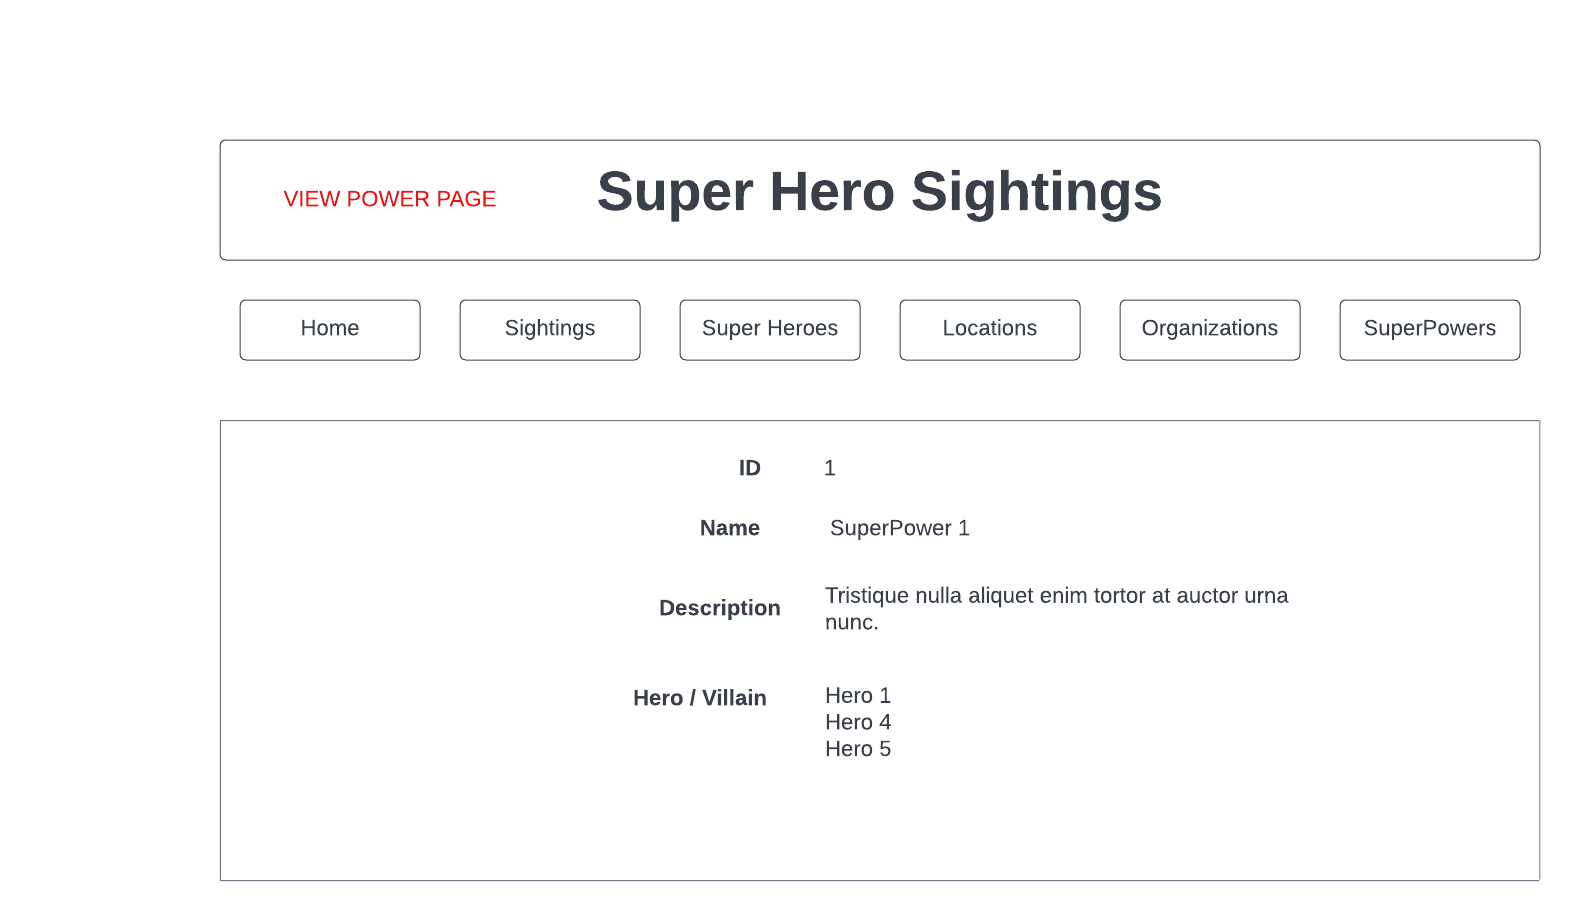 VIEW POWER PAGE
Super Hero Sightings
Home
Sightings
Super Heroes
Locations
Organizations
SuperPowers
ID
1
Name
SuperPower 1
Description
Tristique nulla aliquet enim tortor at auctor urna
nunc.
Hero / Villain
Hero 1
Hero 4
Hero 5